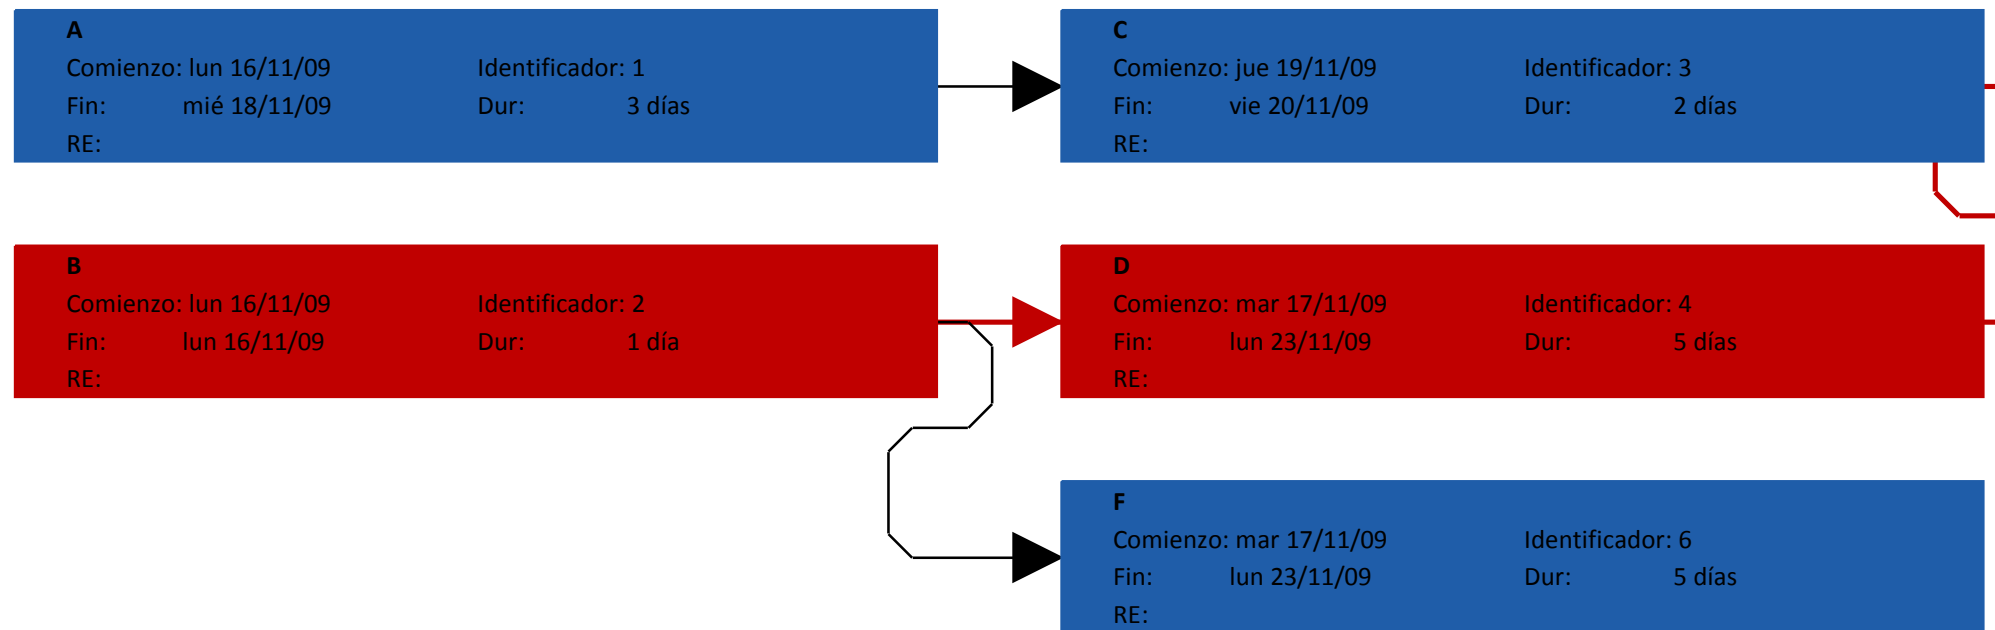 A
Comienzo: lun 16/11/09 Identificador: 1
Fin: mié 18/11/09 Dur: 3 días
RE:
C
Comienzo: jue 19/11/09 Identificador: 3
Fin: vie 20/11/09 Dur: 2 días
RE:
B
Comienzo: lun 16/11/09 Identificador: 2
Fin: lun 16/11/09 Dur: 1 día
RE:
D
Comienzo: mar 17/11/09 Identificador: 4
Fin: lun 23/11/09 Dur: 5 días
RE:
F
Comienzo: mar 17/11/09 Identificador: 6
Fin: lun 23/11/09 Dur: 5 días
RE: